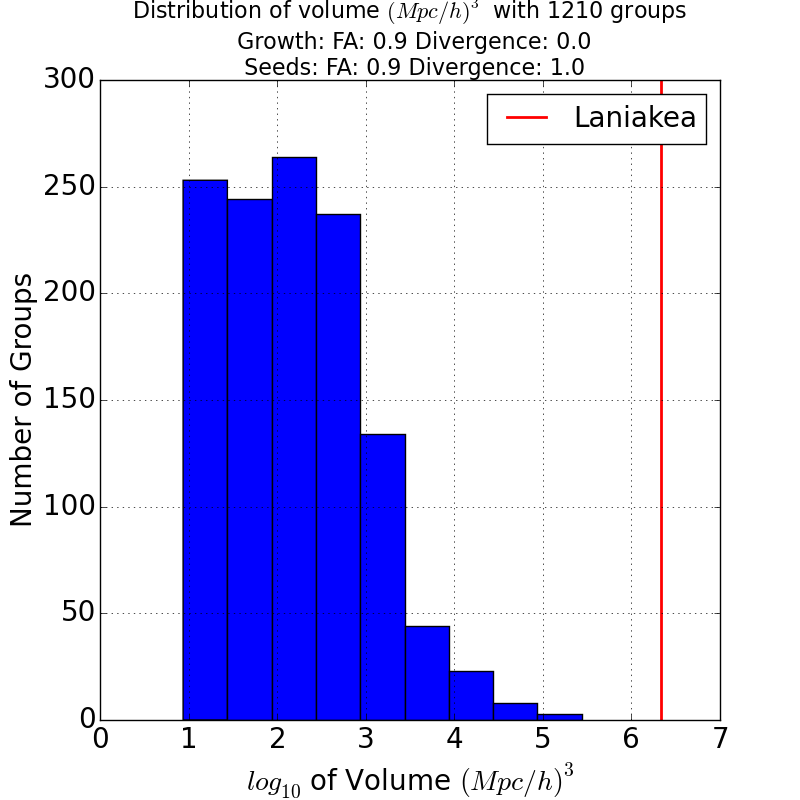 Distribution of volume (Mpc/h)³ with 1210 groups
Growth: FA: 0.9 Divergence: 0.0
Seeds: FA: 0.9 Divergence: 1.0
300
Laniakea
250
200
150
100
50
0
Number of Groups
0 1 2 3 4 5 6 7
log₁₀ of Volume (Mpc/h)³